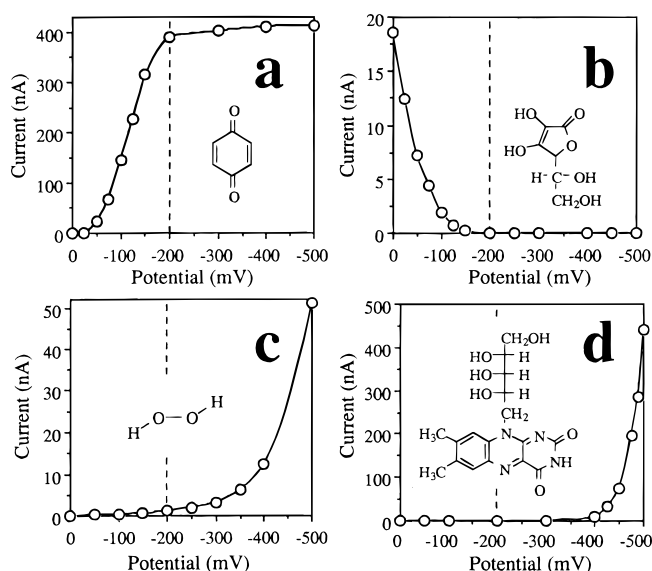 a
Current (nA)
400
300
200
100
0
O
O
0 -100 -200 -300 -400 -500
Potential (mV)
b
Current (nA)
20
15
10
5
0
HO
O
HO
O
H-C-OH
CH₂OH
0 -100 -200 -300 -400 -500
Potential (mV)
c
Current (nA)
50
40
30
20
10
0
H
O-O
H
0 -100 -200 -300 -400 -500
Potential (mV)
d
Current (nA)
500
400
300
200
100
0
CH₂OH
HO H
HO H
HO H
CH₂
H₃C N N O
H₃C N NH
O
0 -100 -200 -300 -400 -500
Potential (mV)